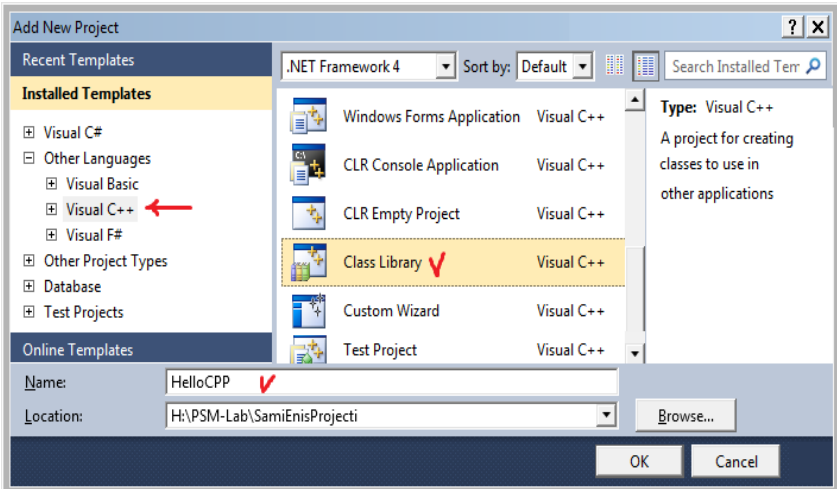 Add New Project
Recent Templates
.NET Framework 4
Sort by: Default
Search Installed Tem
Installed Templates
Visual C#
Other Languages
Visual Basic
Visual C++
Visual F#
Other Project Types
Database
Test Projects
Online Templates
Windows Forms Application Visual C++
CLR Console Application Visual C++
CLR Empty Project Visual C++
Class Library Visual C++
Custom Wizard Visual C++
Test Project Visual C++
Type: Visual C++
A project for creating
classes to use in
other applications
Name: HelloCPP
Location: H:\PSM-Lab\SamiEnisProjecti
Browse...
OK Cancel